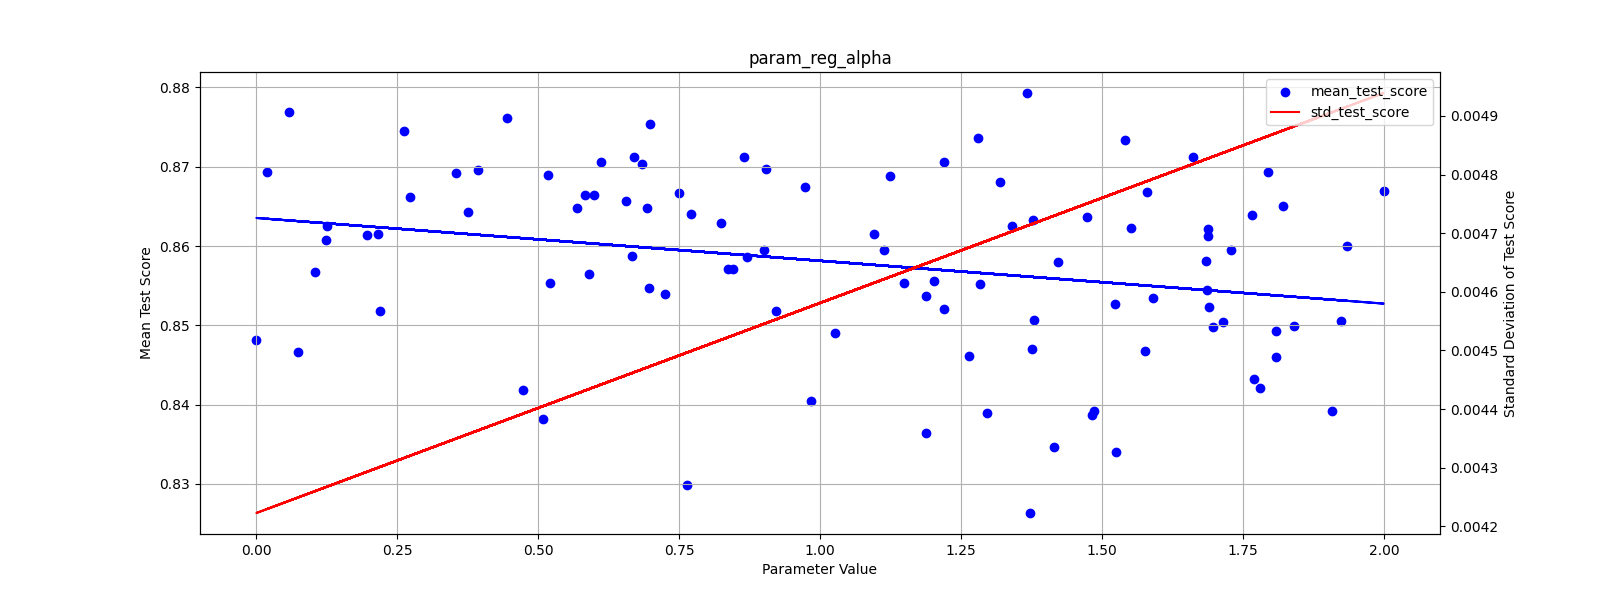 param_reg_alpha
mean_test_score
std_test_score
Mean Test Score
0.88
0.87
0.86
0.85
0.84
0.83
0.0049
0.0048
0.0047
0.0046
0.0045
0.0044
0.0043
0.0042
Standard Deviation of Test Score
0.00 0.25 0.50 0.75 1.00 1.25 1.50 1.75 2.00
Parameter Value